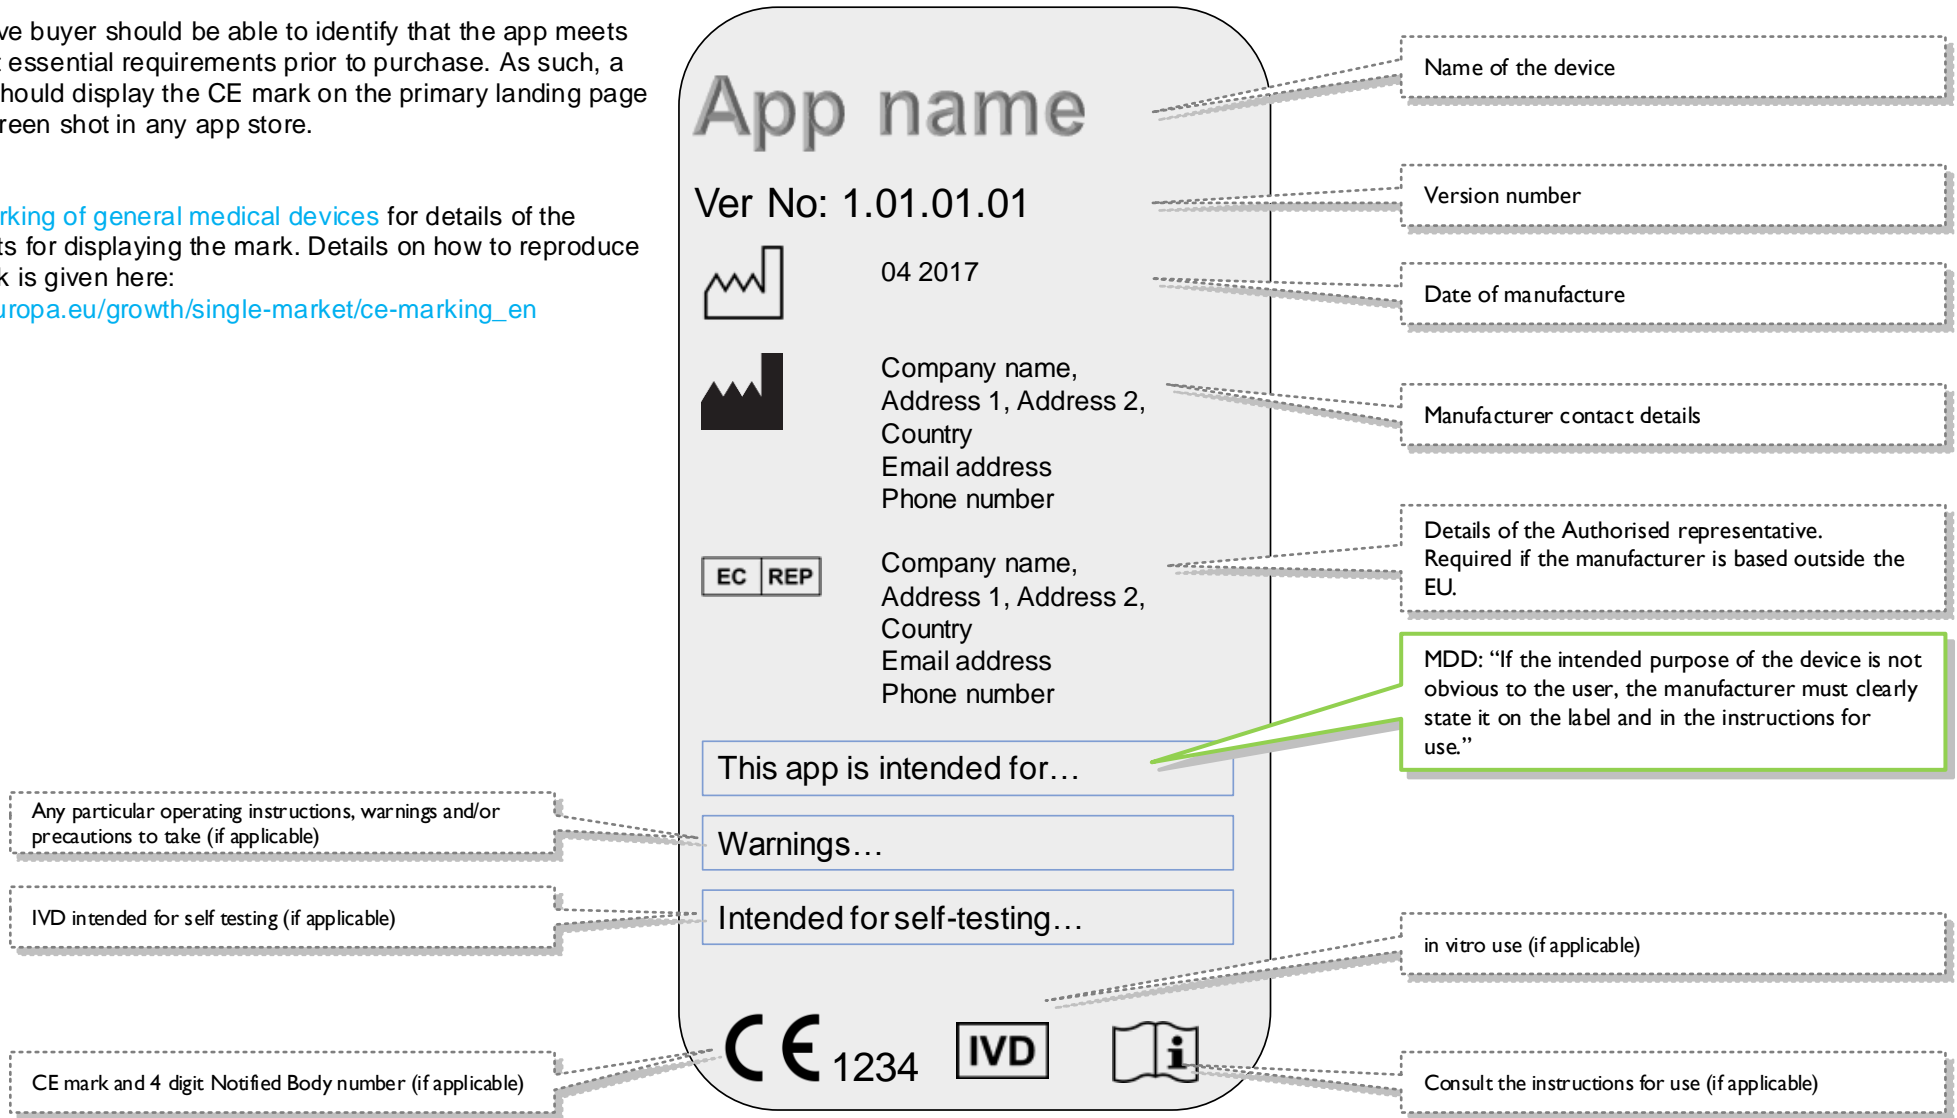 ve buyer should be able to identify that the app meets
t essential requirements prior to purchase. As such, a
should display the CE mark on the primary landing page
reen shot in any app store.
rking of general medical devices for details of the
ts for displaying the mark. Details on how to reproduce
k is given here:
uropa.eu/growth/single-market/ce-marking_en
App name
Ver No: 1.01.01.01
04 2017
Company name,
Address 1, Address 2,
Country
Email address
Phone number
EC REP
Company name,
Address 1, Address 2,
Country
Email address
Phone number
This app is intended for…
Warnings…
Intended for self-testing…
CE 1234
IVD
i
Name of the device
Version number
Date of manufacture
Manufacturer contact details
Details of the Authorised representative.
Required if the manufacturer is based outside the
EU.
MDD: “If the intended purpose of the device is not
obvious to the user, the manufacturer must clearly
state it on the label and in the instructions for
use.”
Any particular operating instructions, warnings and/or
precautions to take (if applicable)
IVD intended for self testing (if applicable)
in vitro use (if applicable)
CE mark and 4 digit Notified Body number (if applicable)
Consult the instructions for use (if applicable)